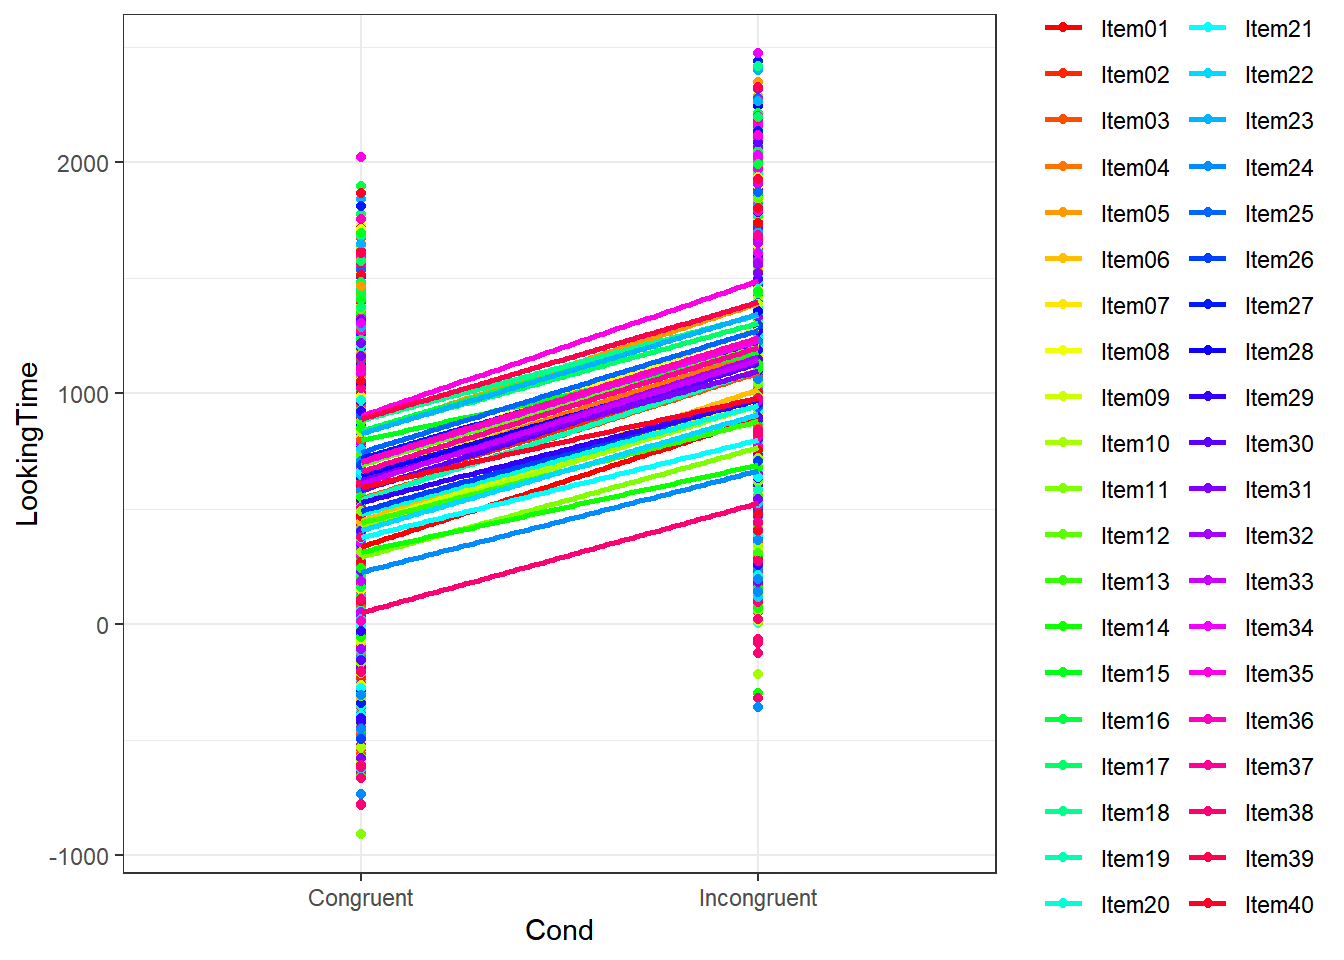 LookingTime
2000
1000
0
-1000
Congruent Incongruent
Cond
Item01 Item21
Item02 Item22
Item03 Item23
Item04 Item24
Item05 Item25
Item06 Item26
Item07 Item27
Item08 Item28
Item09 Item29
Item10 Item30
Item11 Item31
Item12 Item32
Item13 Item33
Item14 Item34
Item15 Item35
Item16 Item36
Item17 Item37
Item18 Item38
Item19 Item39
Item20 Item40